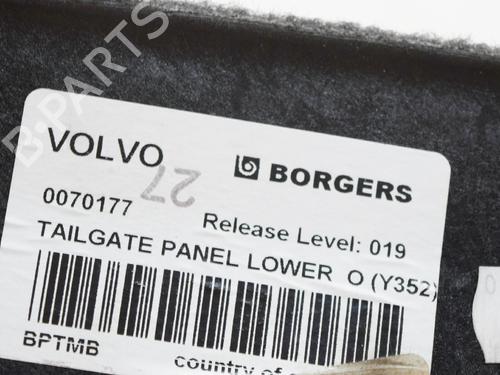 B-PARTS
VOLVO
27
BORGERS
0070177
Release Level: 019
TAILGATE PANEL LOWER O (Y352)
BPTMB
country of